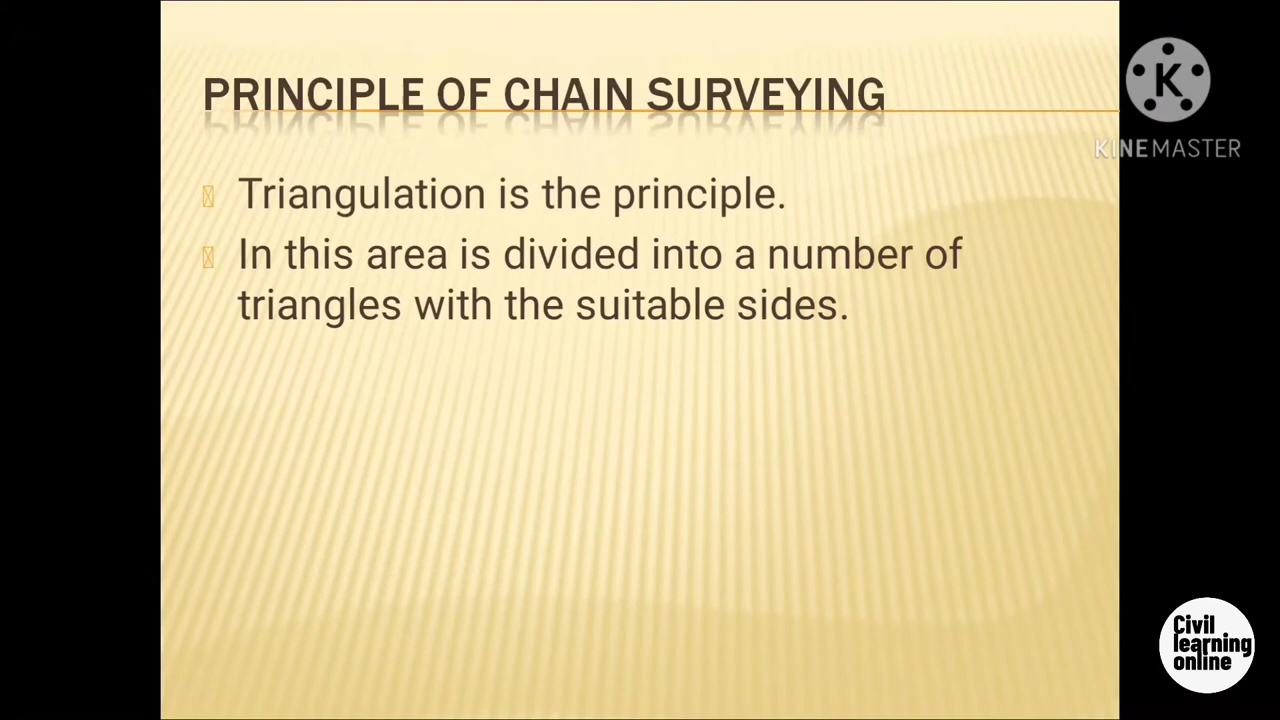 PRINCIPLE OF CHAIN SURVEYING
KINEMASTER
Triangulation is the principle.
In this area is divided into a number of
triangles with the suitable sides.
Civil
learning
online